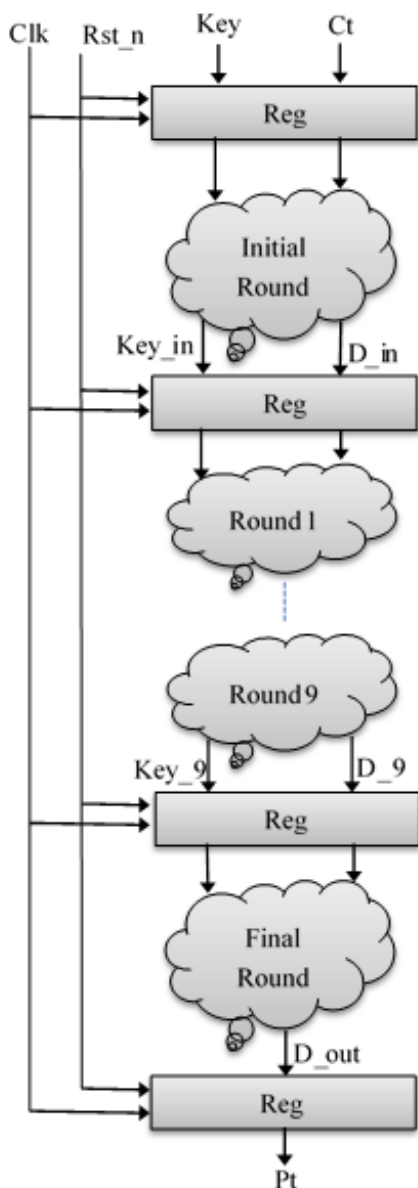 Clk Rst_n Key Ct
Reg
Initial
Round
Key_in D_in
Reg
Round 1
Round 9
Key_9 D_9
Reg
Final
Round
D_out
Reg
Pt